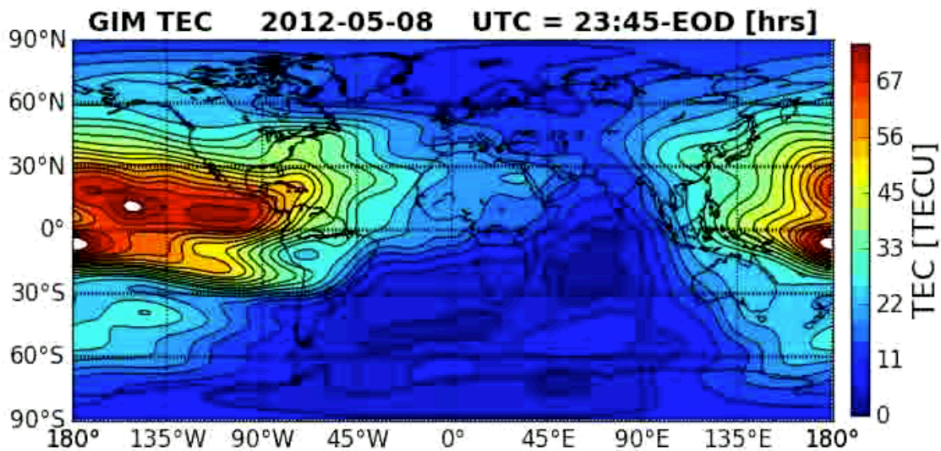 GIM TEC 2012-05-08 UTC = 23:45-EOD [hrs]
90°N
60°N
30°N
0°
30°S
60°S
90°S
180° 135°W 90°W 45°W 0° 45°E 90°E 135°E 180°
67
56
45
33
22
11
0
TEC [TECU]